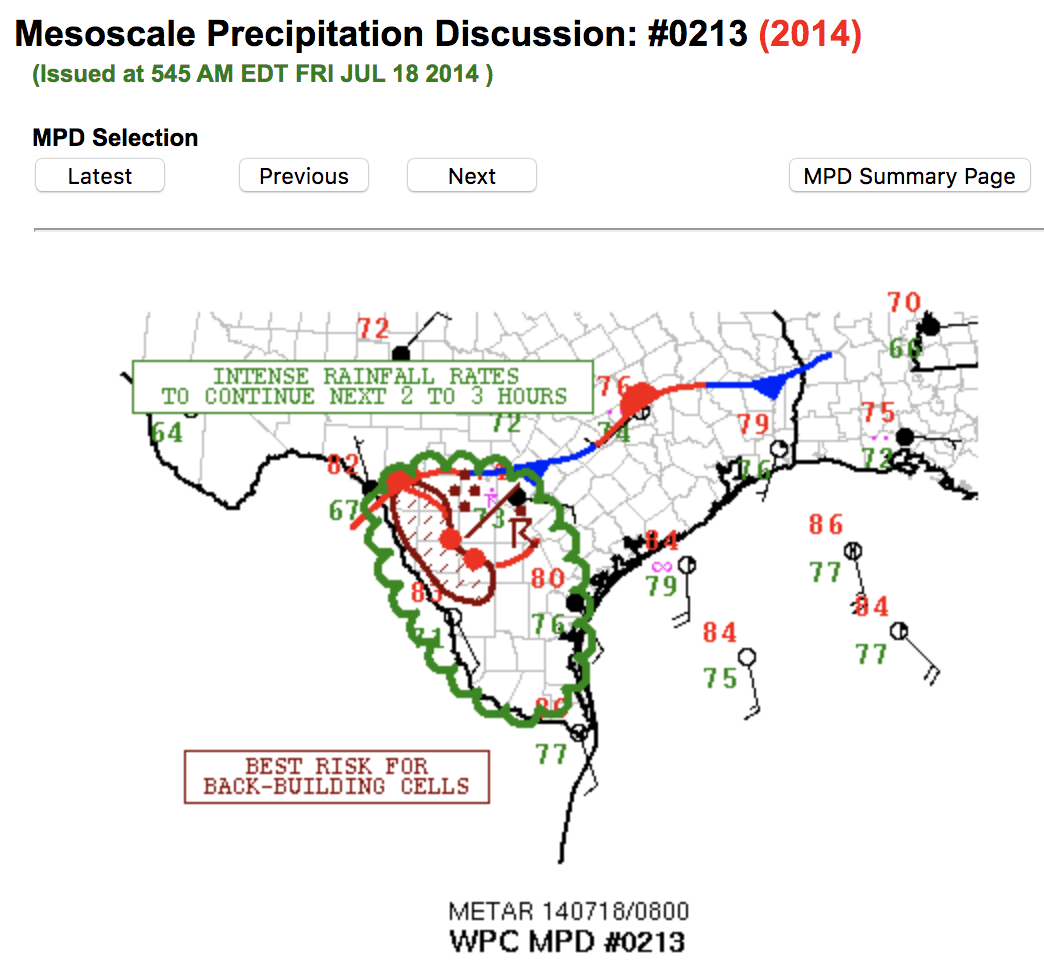 Mesoscale Precipitation Discussion: #0213 (2014)
(Issued at 545 AM EDT FRI JUL 18 2014 )
MPD Selection
Latest Previous Next MPD Summary Page
70
72
66
INTENSE RAINFALL RATES
TO CONTINUE NEXT 2 TO 3 HOURS
76
75
64
72
74
79
72
82
76
67
73
86
84
77
80
79
84
76
71
84
77
75
77
BEST RISK FOR
BACK-BUILDING CELLS
METAR 140718/0800
WPC MPD #0213